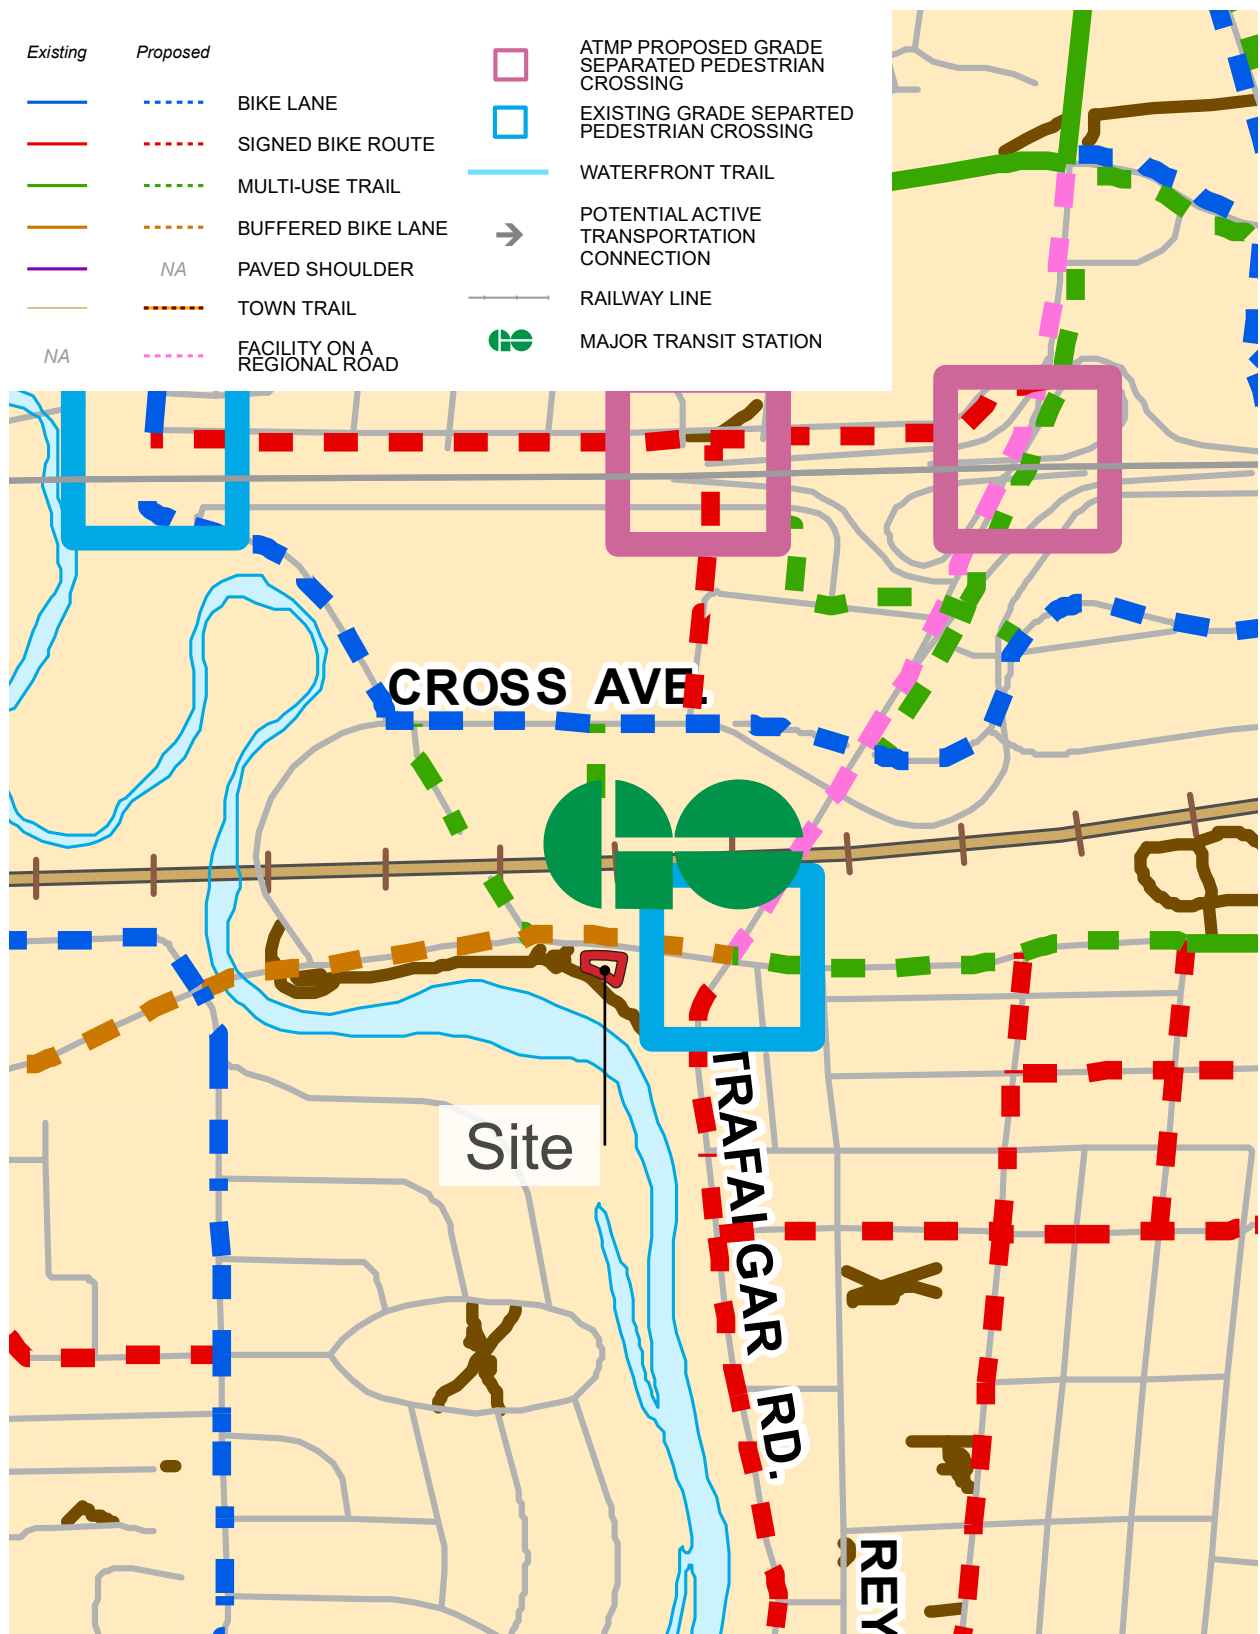 Existing
Proposed
BIKE LANE
SIGNED BIKE ROUTE
MULTI-USE TRAIL
BUFFERED BIKE LANE
NA
PAVED SHOULDER
TOWN TRAIL
NA
FACILITY ON A
REGIONAL ROAD
ATMP PROPOSED GRADE
SEPARATED PEDESTRIAN
CROSSING
EXISTING GRADE SEPARTED
PEDESTRIAN CROSSING
WATERFRONT TRAIL
POTENTIAL ACTIVE
TRANSPORTATION
CONNECTION
RAILWAY LINE
MAJOR TRANSIT STATION
CROSS AVE.
Site
TRAFALGAR RD.
REY